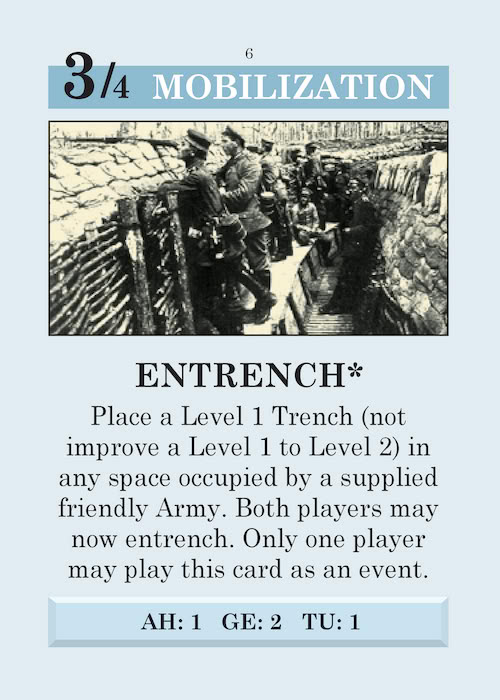 6
3/4 MOBILIZATION
ENTRENCH*
Place a Level 1 Trench (not
improve a Level 1 to Level 2) in
any space occupied by a supplied
friendly Army. Both players may
now entrench. Only one player
may play this card as an event.
AH: 1 GE: 2 TU: 1